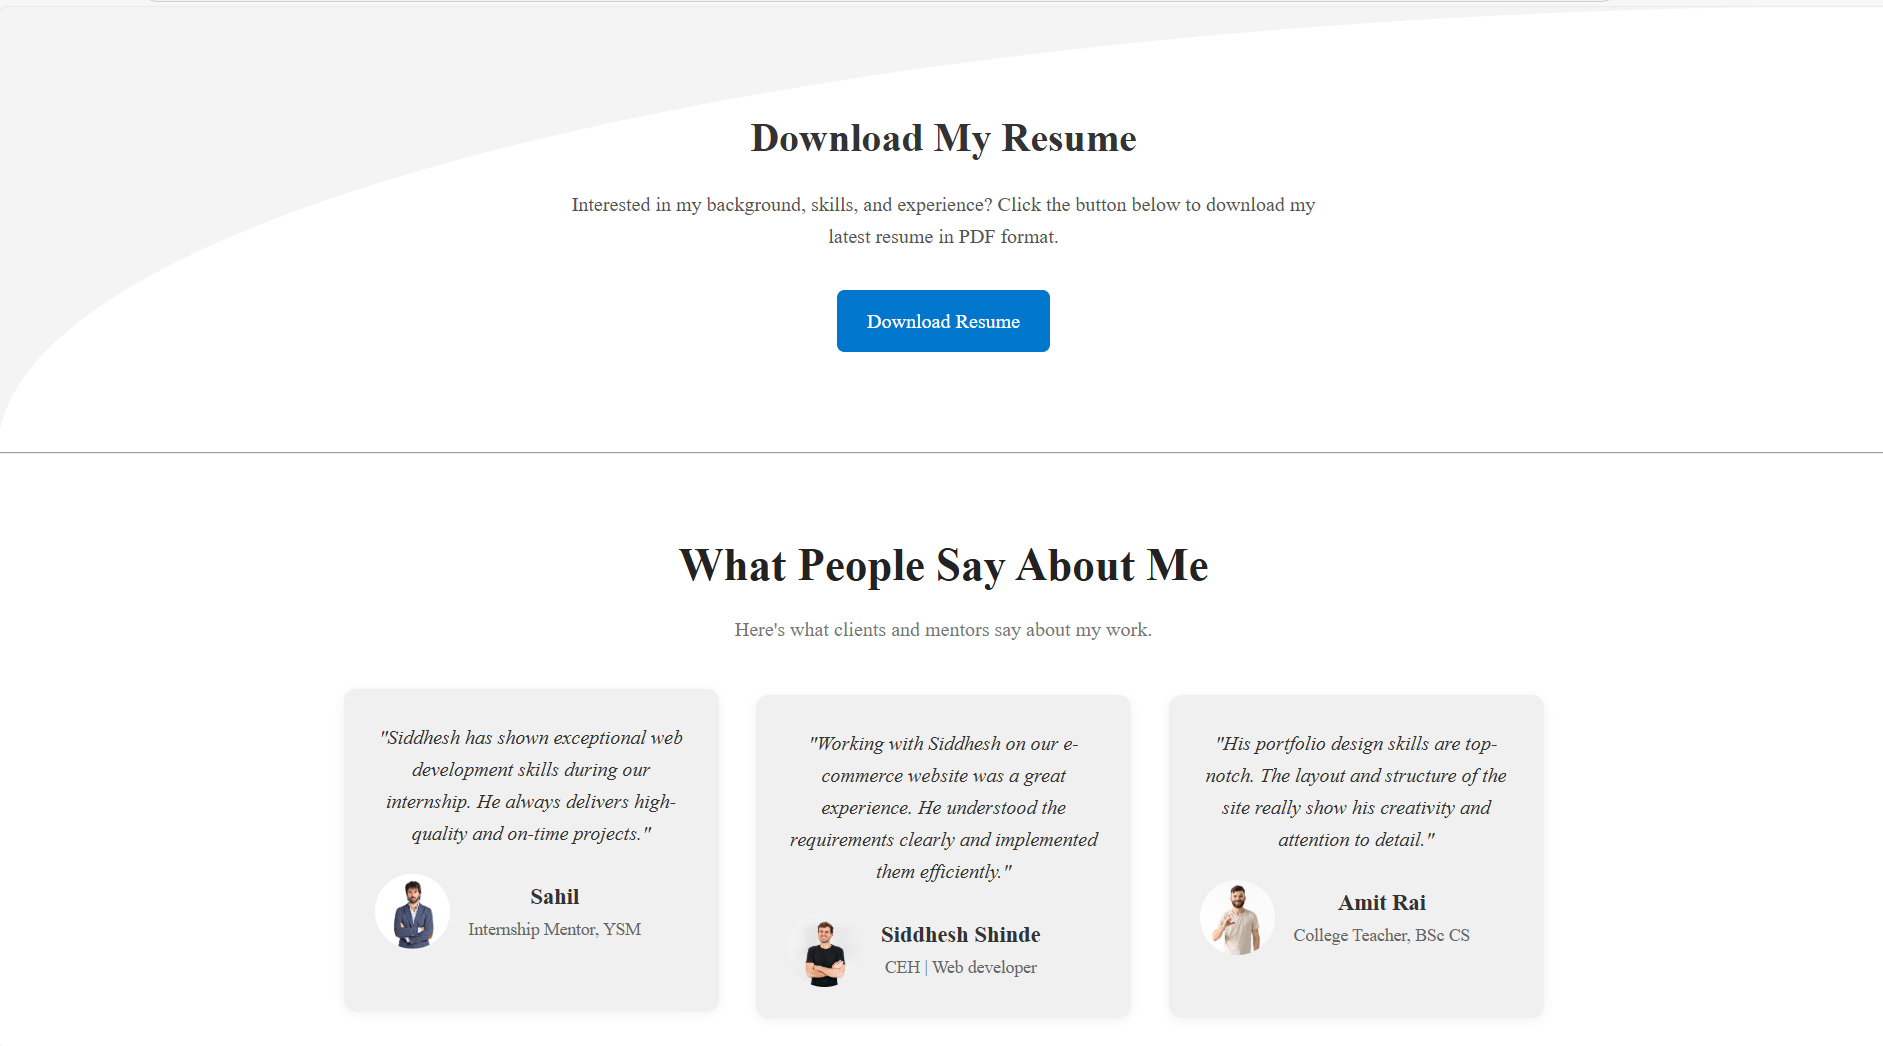 Download My Resume
Interested in my background, skills, and experience? Click the button below to download my
latest resume in PDF format.
Download Resume
What People Say About Me
Here's what clients and mentors say about my work.
"Siddhesh has shown exceptional web
development skills during our
internship. He always delivers high-
quality and on-time projects."
Sahil
Internship Mentor, YSM
"Working with Siddhesh on our e-
commerce website was a great
experience. He understood the
requirements clearly and implemented
them efficiently."
Siddhesh Shinde
CEH | Web developer
"His portfolio design skills are top-
notch. The layout and structure of the
site really show his creativity and
attention to detail."
Amit Rai
College Teacher, BSc CS